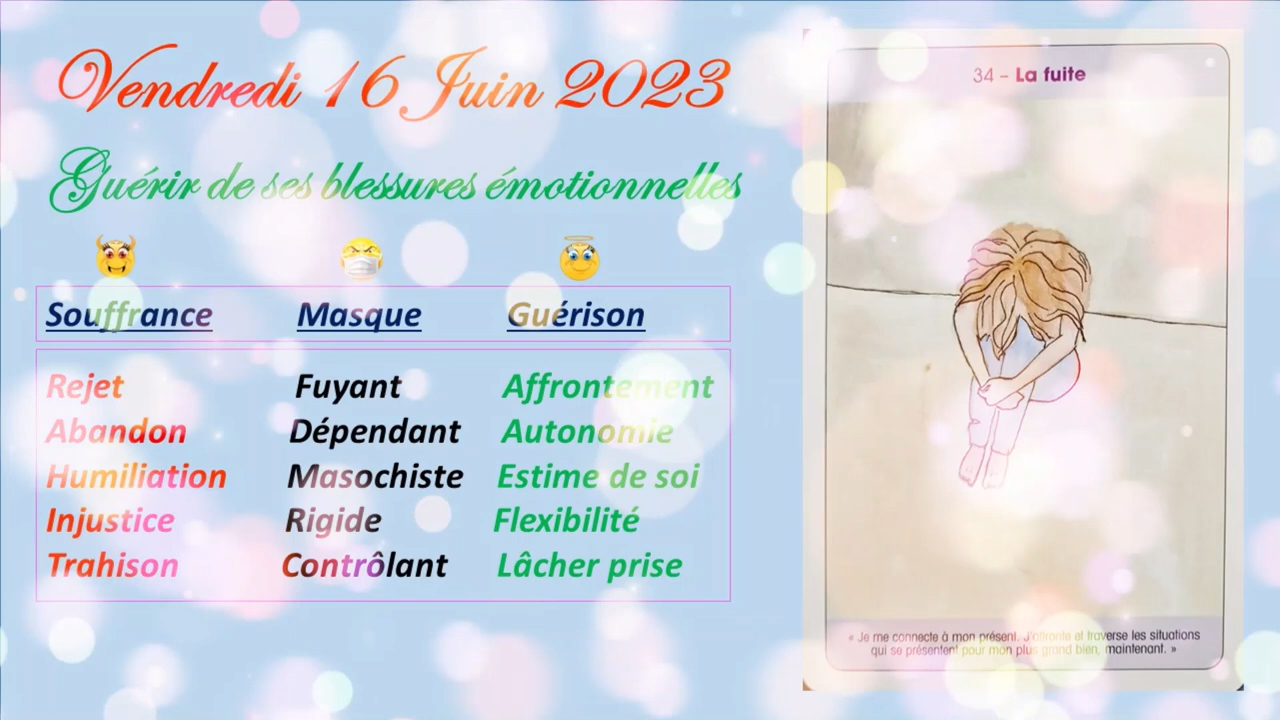 Vendredi 16 Juin 2023
Guérir de ses blessures émotionnelles
Souffrance Masque Guérison
Rejet Fuyant Affrontement
Abandon Dépendant Autonomie
Humiliation Masochiste Estime de soi
Injustice Rigide Flexibilité
Trahison Contrôlant Lâcher prise
34 – La fuite
« Je me connecte à mon présent. J'affronte et traverse les situations
qui se présentent pour mon plus grand bien, maintenant. »